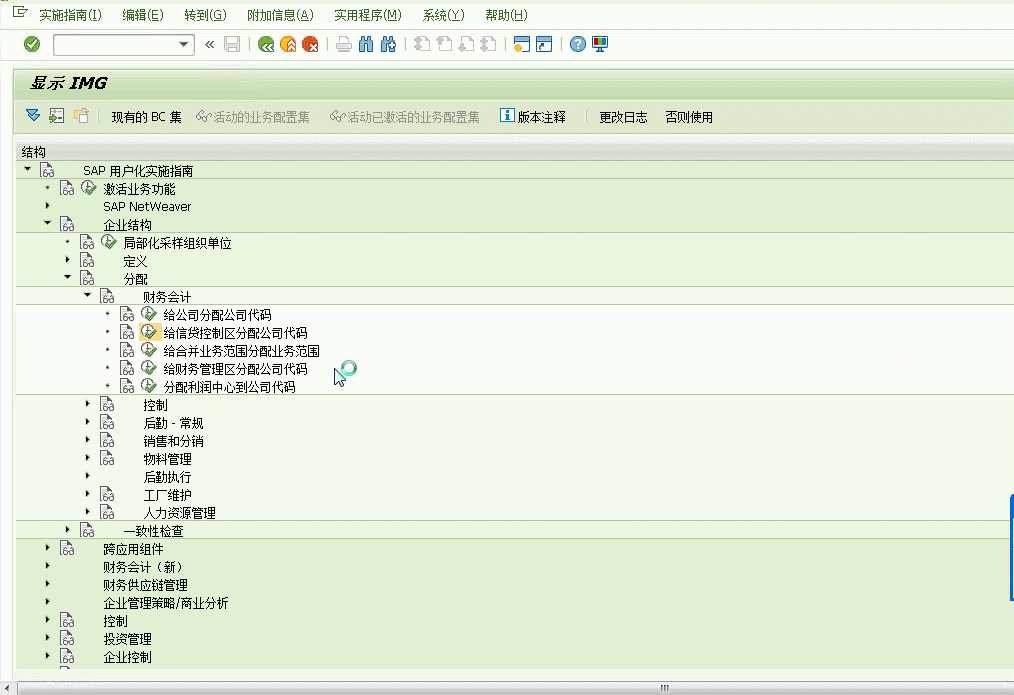 实施指南(I) 编辑(E) 转到(G) 附加信息(A) 实用程序(M) 系统(Y) 帮助(H)
显示 IMG
现有的 BC 集 活动的业务配置集 活动已激活的业务配置集 版本注释 更改日志 否则使用
结构
SAP 用户化实施指南
激活业务功能
SAP NetWeaver
企业结构
局部化采样组织单位
定义
分配
财务会计
给公司分配公司代码
给信贷控制区分配公司代码
给合并业务范围分配业务范围
给财务管理区分配公司代码
分配利润中心到公司代码
控制
后勤 - 常规
销售和分销
物料管理
后勤执行
工厂维护
人力资源管理
一致性检查
跨应用组件
财务会计（新）
财务供应链管理
企业管理策略/商业分析
控制
投资管理
企业控制